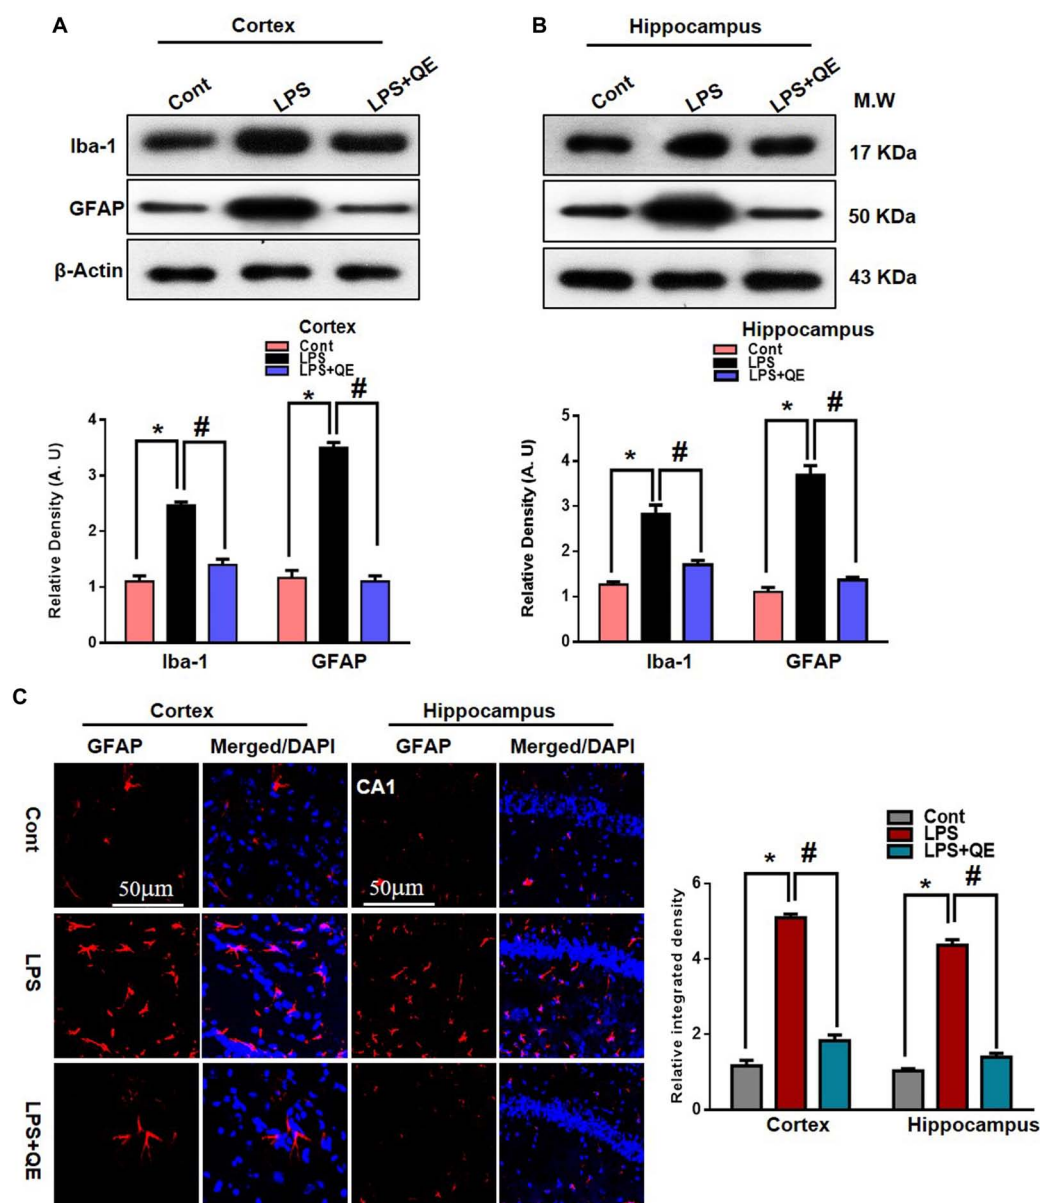 A
Cortex
Cont
LPS
LPS+QE
Iba-1
GFAP
β-Actin
B
Hippocampus
Cont
LPS
LPS+QE
M.W
17 KDa
50 KDa
43 KDa
Cortex
Cont
LPS
LPS+QE
Relative Density (A. U)
4
3
2
1
0
* #
* #
Iba-1
GFAP
Hippocampus
Cont
LPS
LPS+QE
Relative Density (A. U)
5
4
3
2
1
0
* #
* #
Iba-1
GFAP
C
Cortex
Hippocampus
GFAP
Merged/DAPI
GFAP
Merged/DAPI
Cont
50µm
CA1
50µm
LPS
LPS+QE
Cont
LPS
LPS+QE
Relative integrated density
6
4
2
0
* #
* #
Cortex
Hippocampus